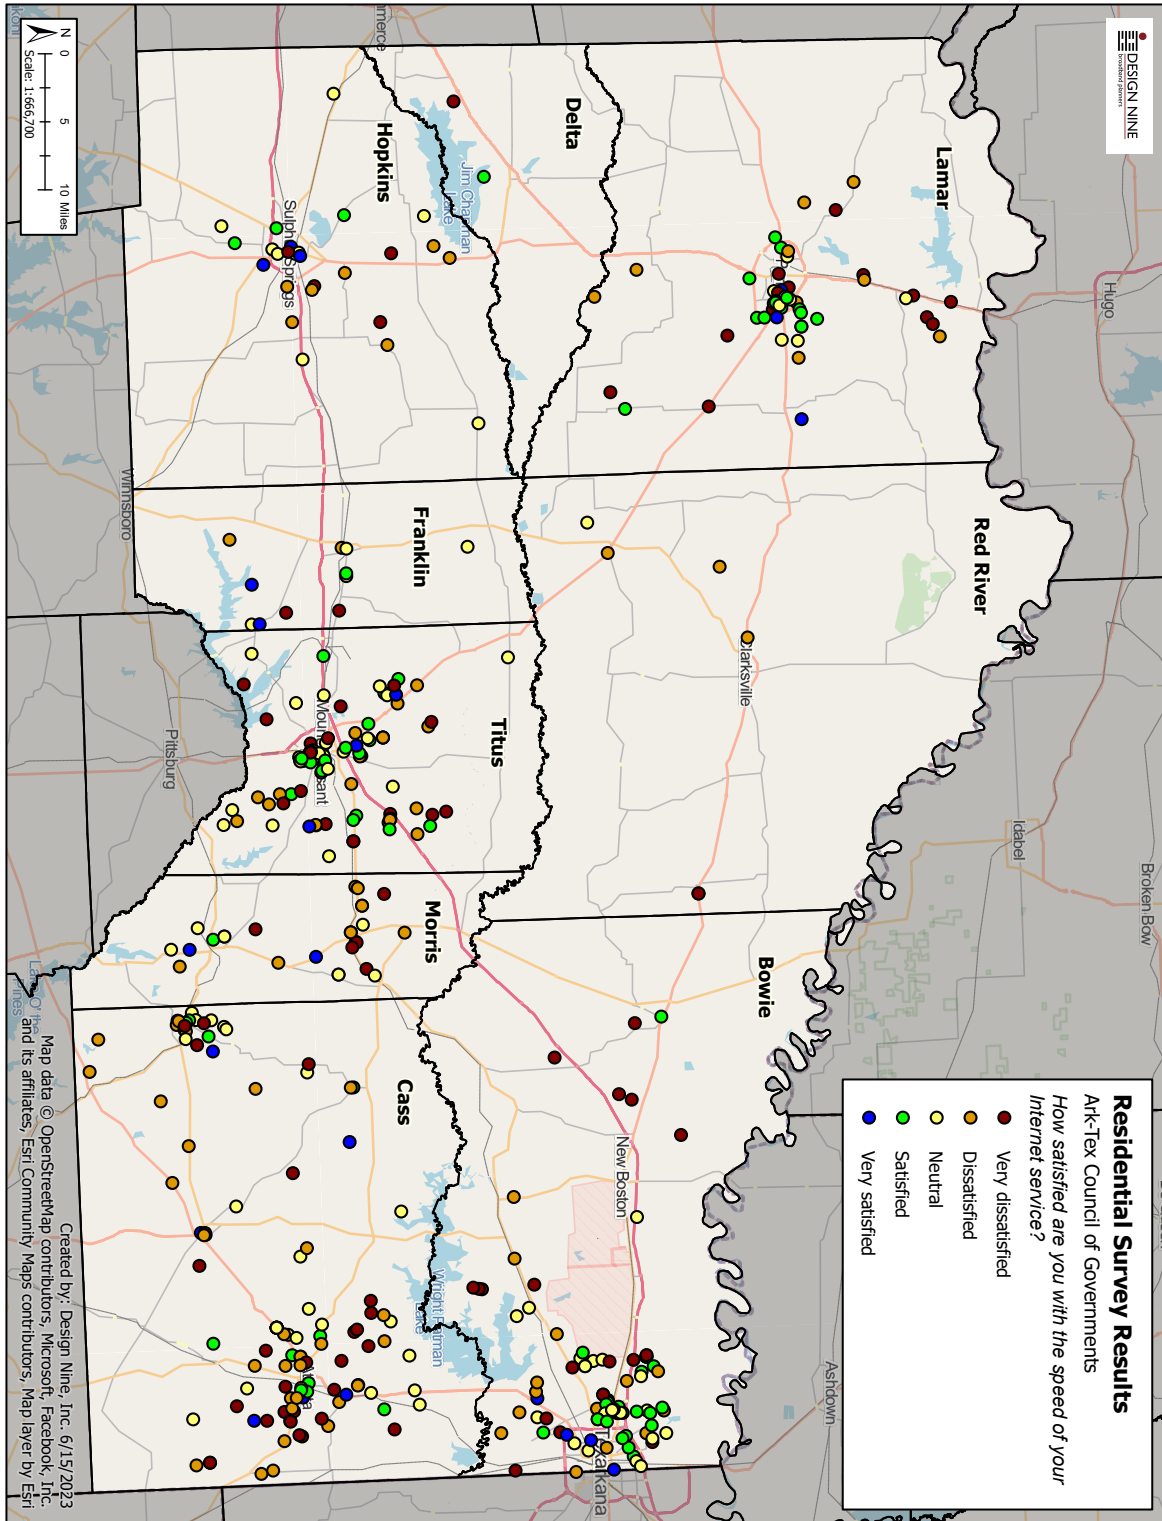 DESIGN NINE
broadband planners
Residential Survey Results
Ark-Tex Council of Governments
How satisfied are you with the speed of your
Internet service?
Very dissatisfied
Dissatisfied
Neutral
Satisfied
Very satisfied
Hugo
Idabel
Broken Bow
Ashdown
Lamar
Red River
Bowie
Clarksville
New Boston
Texarkana
Delta
Hopkins
Franklin
Titus
Morris
Cass
Jim Chapman
Lake
Wright Patman
Lake
Sulphur Springs
Winnsboro
Pittsburg
N
0 5 10 Miles
Scale: 1:666,700
Created by: Design Nine, Inc. 6/15/2023
Map data © OpenStreetMap contributors, Microsoft, Facebook, Inc.
and its affiliates, Esri Community Maps contributors, Map layer by Esri